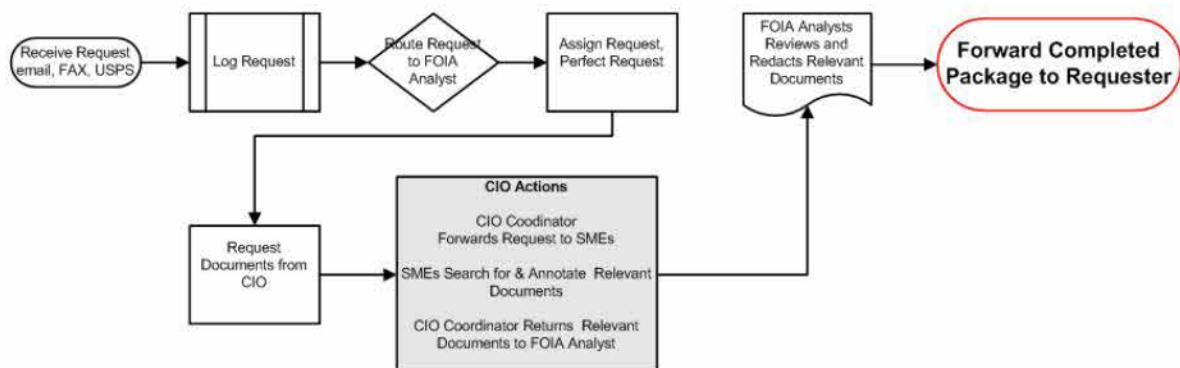 Receive Request
email, FAX, USPS
Log Request
Route Request
to FOIA
Analyst
Assign Request,
Perfect Request
FOIA Analysts
Reviews and
Redacts Relevant
Documents
Forward Completed
Package to Requester
Request
Documents from
CIO
CIO Actions
CIO Coodinator
Forwards Request to SMEs
SMEs Search for & Annotate Relevant
Documents
CIO Coordinator Returns Relevant
Documents to FOIA Analyst